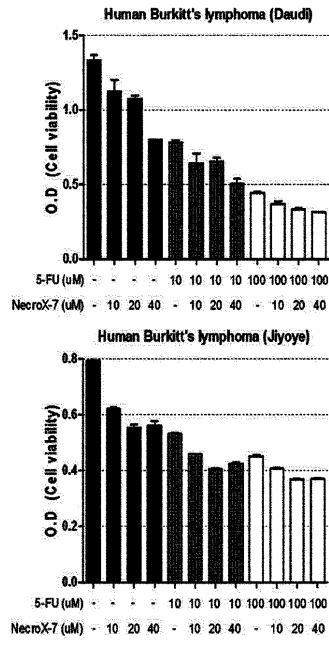 Human Burkitt's lymphoma (Daudi)
O.D (Cell viability)
1.5
1.0
0.5
0.0
5-FU (uM) - - - - 10 10 10 10 100 100 100 100
NecroX-7 (uM) - 10 20 40 - 10 20 40 - 10 20 40
Human Burkitt's lymphoma (Jiyoye)
O.D (Cell viability)
0.8
0.6
0.4
0.2
0.0
5-FU (uM) - - - - 10 10 10 10 100 100 100 100
NecroX-7 (uM) - 10 20 40 - 10 20 40 - 10 20 40